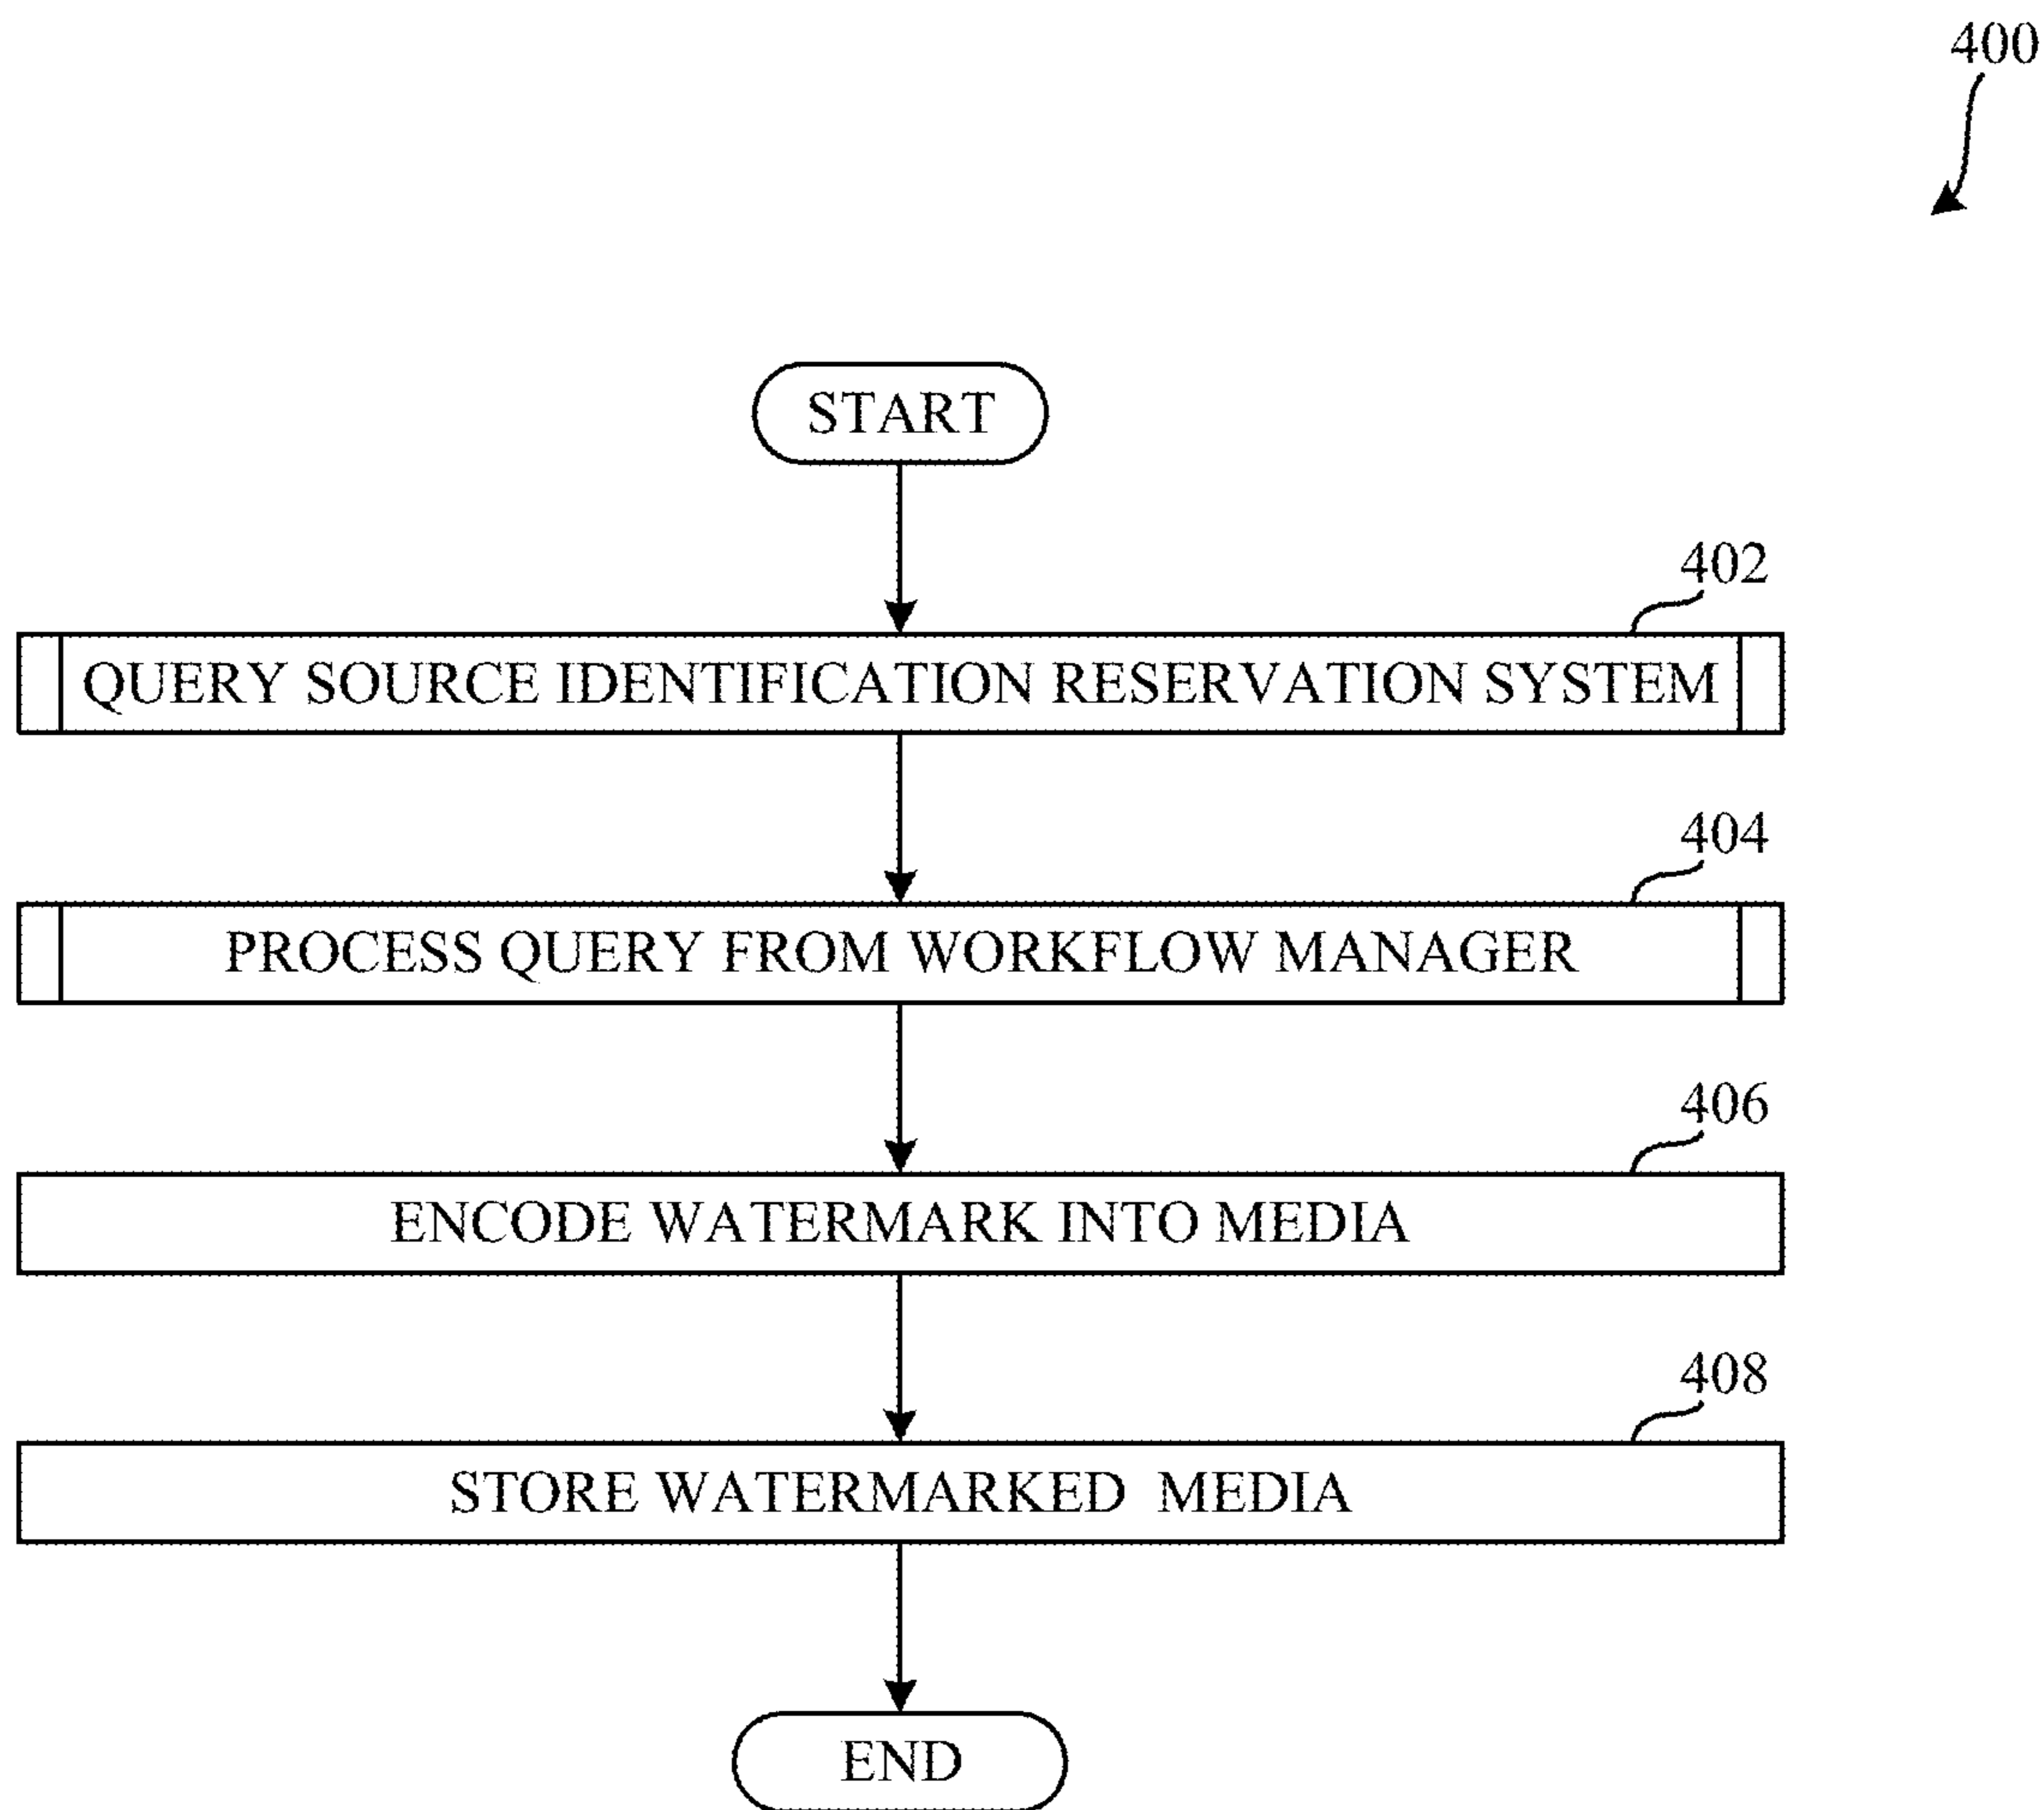 400
START
402
QUERY SOURCE IDENTIFICATION RESERVATION SYSTEM
404
PROCESS QUERY FROM WORKFLOW MANAGER
406
ENCODE WATERMARK INTO MEDIA
408
STORE WATERMARKED MEDIA
END